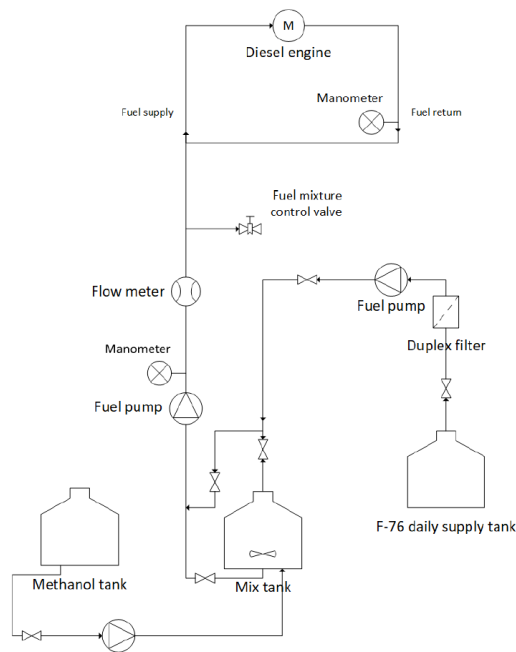 M
Diesel engine
Manometer
Fuel supply
Fuel return
Fuel mixture
control valve
Flow meter
Fuel pump
Duplex filter
Manometer
Fuel pump
F-76 daily supply tank
Methanol tank
Mix tank